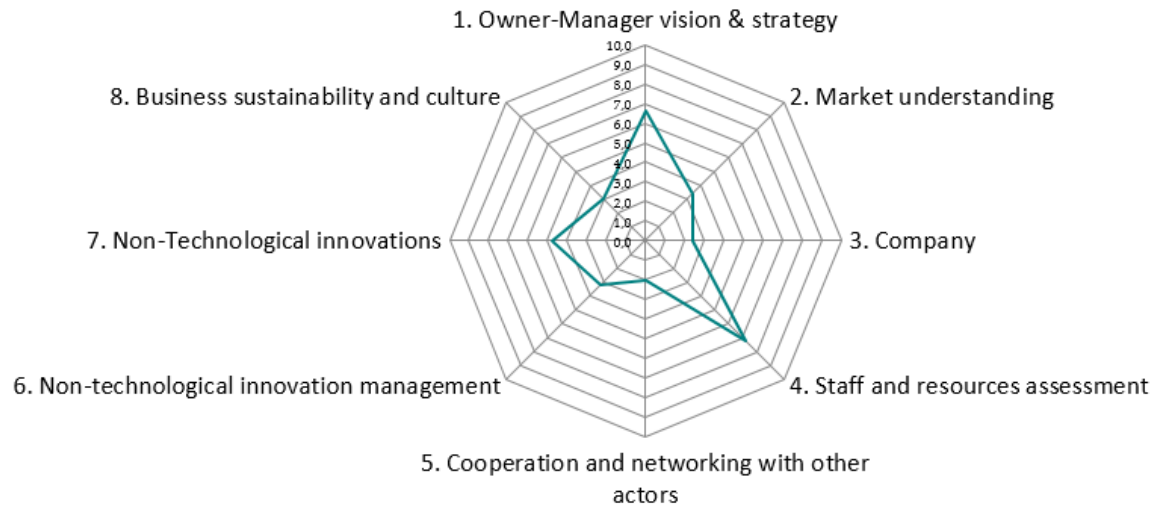 1. Owner-Manager vision & strategy
10,0
9,0
8,0
7,0
6,0
5,0
4,0
3,0
2,0
1,0
0,0
8. Business sustainability and culture
2. Market understanding
7. Non-Technological innovations
3. Company
6. Non-technological innovation management
4. Staff and resources assessment
5. Cooperation and networking with other
actors